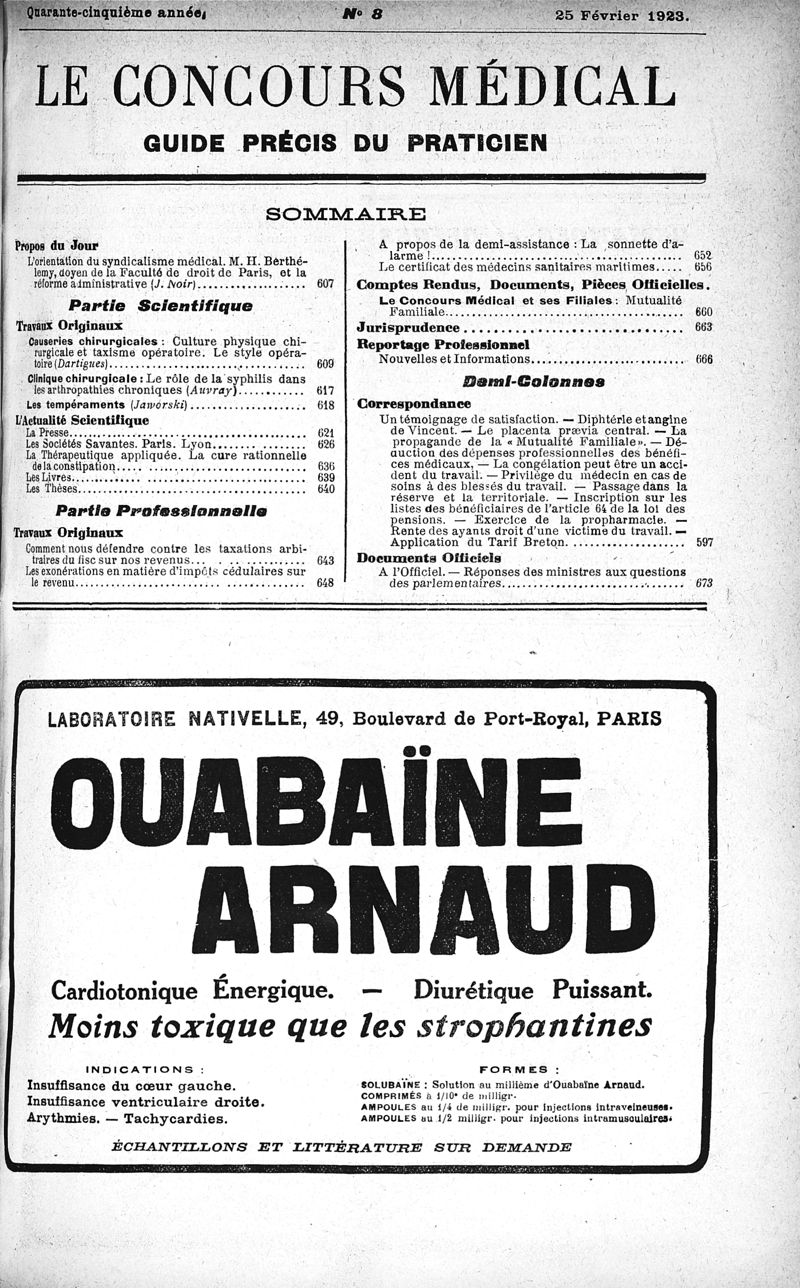 Quarante-cinquième année,
No 8
25 Février 1923.
LE CONCOURS MÉDICAL
GUIDE PRÉCIS DU PRATICIEN
SOMMAIRE
Propos du Jour
L'orientation du syndicalisme médical. M. H. Berthé-
lemy, doyen de la Faculté de droit de Paris, et la
réforme administrative (J. Noir).................... 607
Partie Scientifique
Travaux Originaux
Causeries chirurgicales : Culture physique chi-
rurgicale et taxisme opératoire. Le style opéra-
toire (Dartigues)..................................... 609
Clinique chirurgicale : Le rôle de la syphilis dans
les arthropathies chroniques (Auvray)............ 617
Les tempéraments (Jaworski)..................... 618
L'Actualité Scientifique
La Presse............................................ 621
Les Sociétés Savantes. Paris. Lyon................ 626
La Thérapeutique appliquée. La cure rationnelle
de la constipation................................ 636
Les Livres........................................... 639
Les Thèses.......................................... 640
Partie Professionnelle
Travaux Originaux
Comment nous défendre contre les taxations arbi-
traires du fisc sur nos revenus..................... 643
Les exonérations en matière d'impôts cédulaires sur
le revenu.......................................... 648
A propos de la demi-assistance : La sonnette d'a-
larme !............................................. 652
Le certificat des médecins sanitaires maritimes..... 656
Comptes Rendus, Documents, Pièces Officielles.
Le Concours Médical et ses Filiales : Mutualité
Familiale........................................... 660
Jurisprudence................................ 663
Reportage Professionnel
Nouvelles et Informations........................ 666
Demi-Colonnes
Correspondance
Un témoignage de satisfaction. — Diphtérie et angine
de Vincent. — Le placenta prævia central. — La
propagande de la « Mutualité Familiale». — Dé-
duction des dépenses professionnelles des bénéfi-
ces médicaux, — La congélation peut être un acci-
dent du travail. — Privilège du médecin en cas de
soins à des blessés du travail. — Passage dans la
réserve et la territoriale. — Inscription sur les
listes des bénéficiaires de l'article 64 de la loi des
pensions. — Exercice de la propharmacie. —
Rente des ayants droit d'une victime du travail. —
Application du Tarif Breton. .................... 597
Documents Officiels
A l'Officiel. — Réponses des ministres aux questions
des parlementaires................................ 673
LABORATOIRE NATIVELLE, 49, Boulevard de Port-Royal, PARIS
OUABAÏNE
ARNAUD
Cardiotonique Énergique. — Diurétique Puissant.
Moins toxique que les strophantines
INDICATIONS :
Insuffisance du cœur gauche.
Insuffisance ventriculaire droite.
Arythmies. — Tachycardies.
FORMES :
SOLUBAÏNE : Solution au millième d'Ouabaïne Arnaud.
COMPRIMÉS à 1/10e de milligr.
AMPOULES au 1/4 de milligr. pour injections intraveineuses.
AMPOULES au 1/2 milligr. pour injections intramusculaires.
ÉCHANTILLONS ET LITTÉRATURE SUR DEMANDE